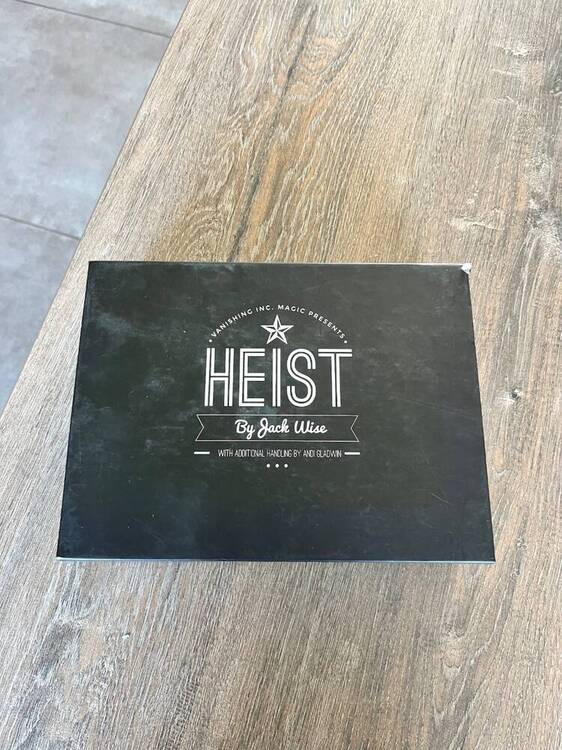 • VANISHING INC. MAGIC PRESENTS •
HEIST
By Jack Wise
WITH ADDITIONAL HANDLING BY ANDI GLADWIN